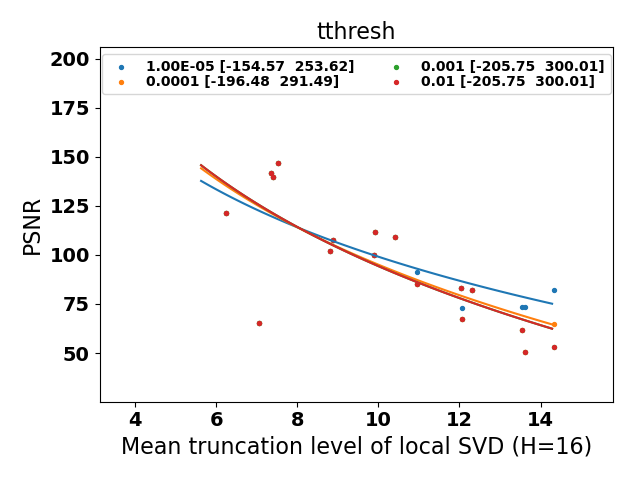 tthresh
1.00E-05 [-154.57  253.62]
0.0001 [-196.48  291.49]
0.001 [-205.75  300.01]
0.01 [-205.75  300.01]
200
175
150
125
100
75
50
PSNR
4 6 8 10 12 14
Mean truncation level of local SVD (H=16)